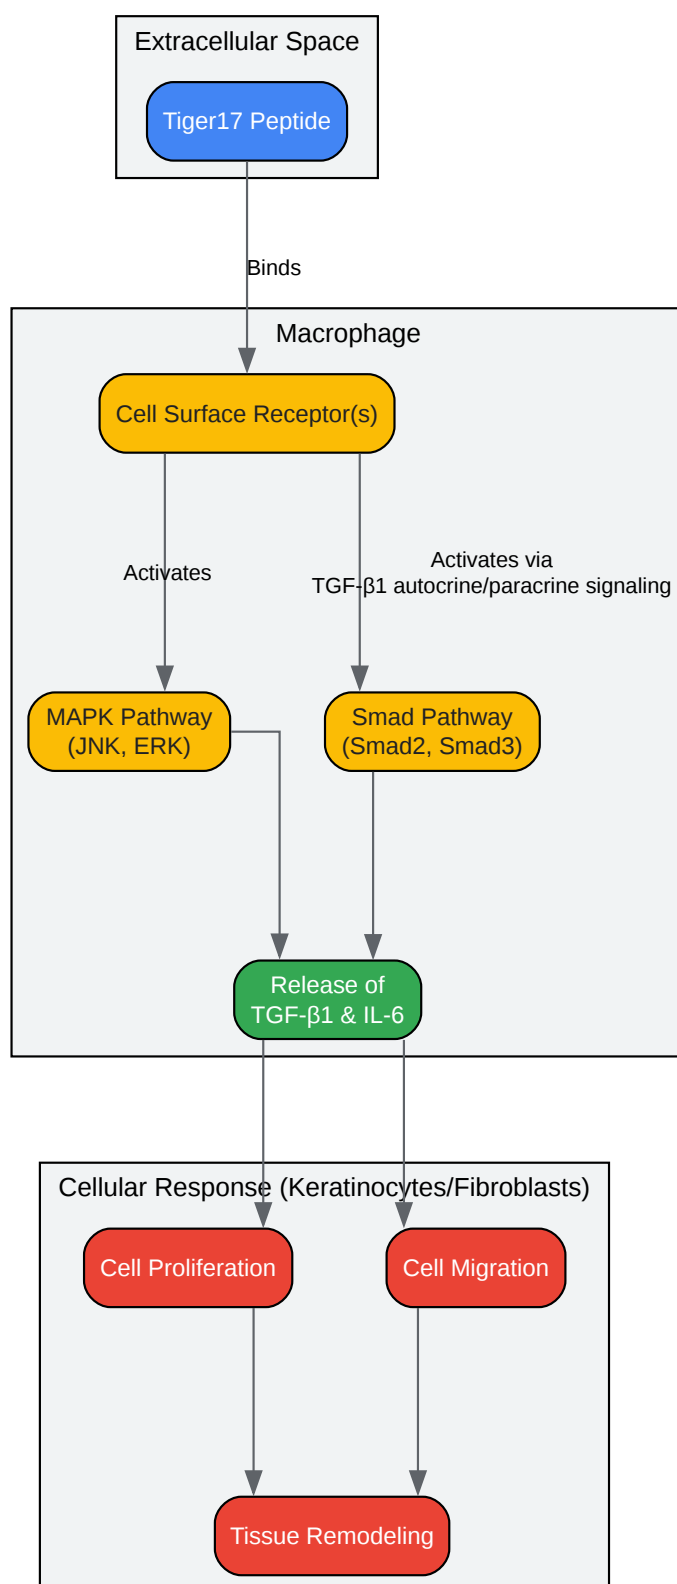 Extracellular Space
Tiger17 Peptide
Binds
Macrophage
Cell Surface Receptor(s)
Activates
Activates via
TGF-β1 autocrine/paracrine signaling
MAPK Pathway
(JNK, ERK)
Smad Pathway
(Smad2, Smad3)
Release of
TGF-β1 & IL-6
Cellular Response (Keratinocytes/Fibroblasts)
Cell Proliferation
Cell Migration
Tissue Remodeling